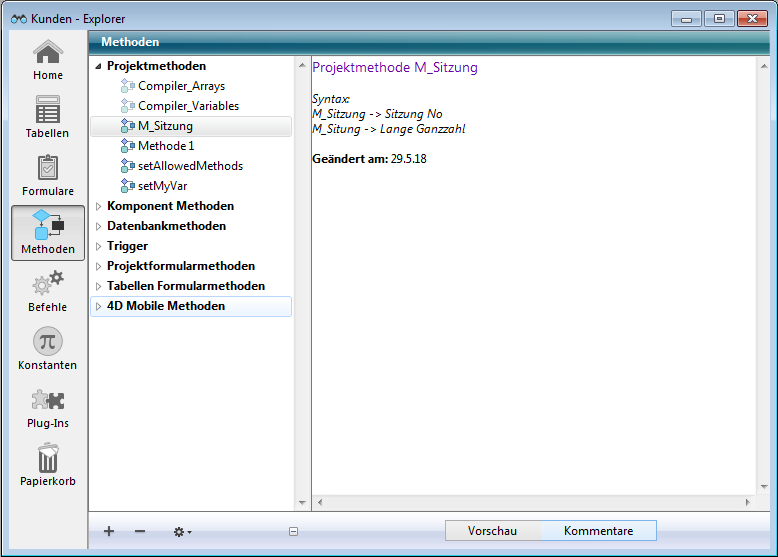 Kunden - Explorer
Home
Tabellen
Formulare
Methoden
Befehle
Konstanten
Plug-Ins
Papierkorb
Methoden
Projektmethoden
Compiler_Arrays
Compiler_Variables
M_Sitzung
Methode 1
setAllowedMethods
setMyVar
Komponent Methoden
Datenbankmethoden
Trigger
Projektformularmethoden
Tabellen Formularmethoden
4D Mobile Methoden
Projektmethode M_Sitzung
Syntax:
M_Sitzung -> Sitzung No
M_Situng -> Lange Ganzzahl
Geändert am: 29.5.18
Vorschau
Kommentare